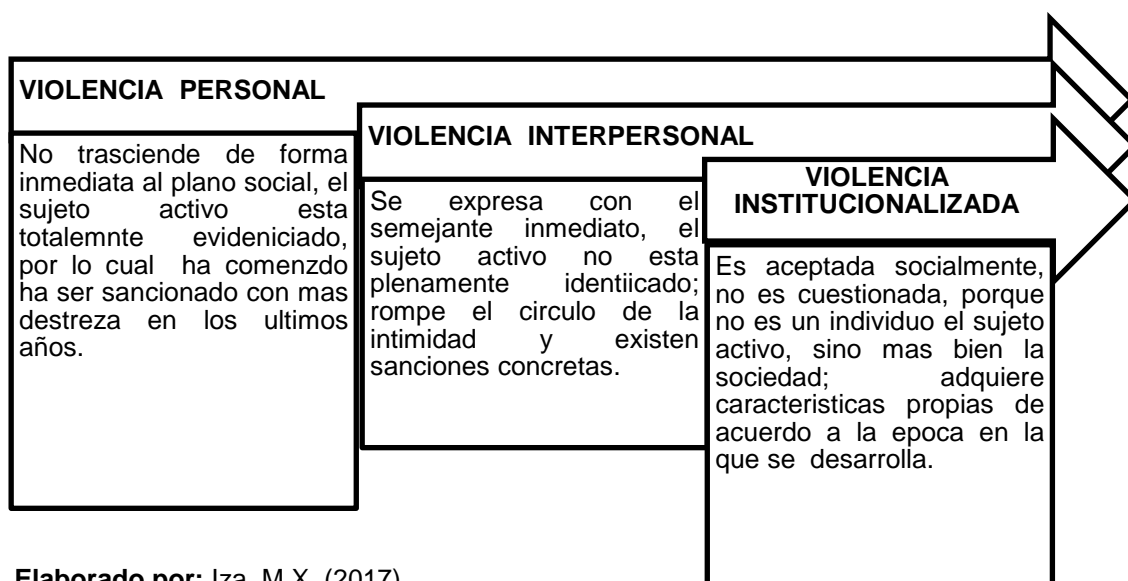 VIOLENCIA PERSONAL
No trasciende de forma
inmediata al plano social, el
sujeto activo esta
totalemnte evideniciado,
por lo cual ha comenzdo
ha ser sancionado con mas
destreza en los ultimos
años.
VIOLENCIA INTERPERSONAL
Se expresa con el
semejante inmediato, el
sujeto activo no esta
plenamente identiicado;
rompe el circulo de la
intimidad y existen
sanciones concretas.
VIOLENCIA
INSTITUCIONALIZADA
Es aceptada socialmente,
no es cuestionada, porque
no es un individuo el sujeto
activo, sino mas bien la
sociedad; adquiere
caracteristicas propias de
acuerdo a la epoca en la
que se desarrolla.
Elaborado por: Iza, M.X. (2017)